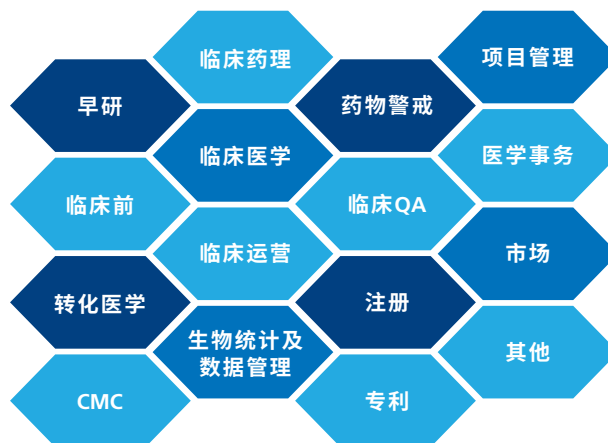 早研
临床前
转化医学
CMC
临床药理
临床医学
临床运营
生物统计及
数据管理
药物警戒
临床QA
注册
专利
项目管理
医学事务
市场
其他